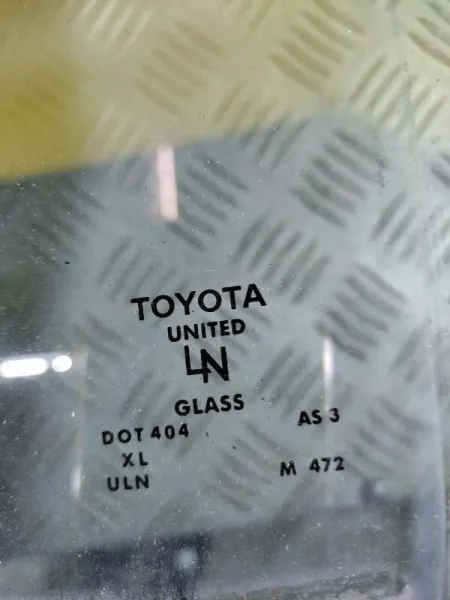 TOYOTA
UNITED
LN
GLASS
DOT 404 AS 3
XL
ULN M 472